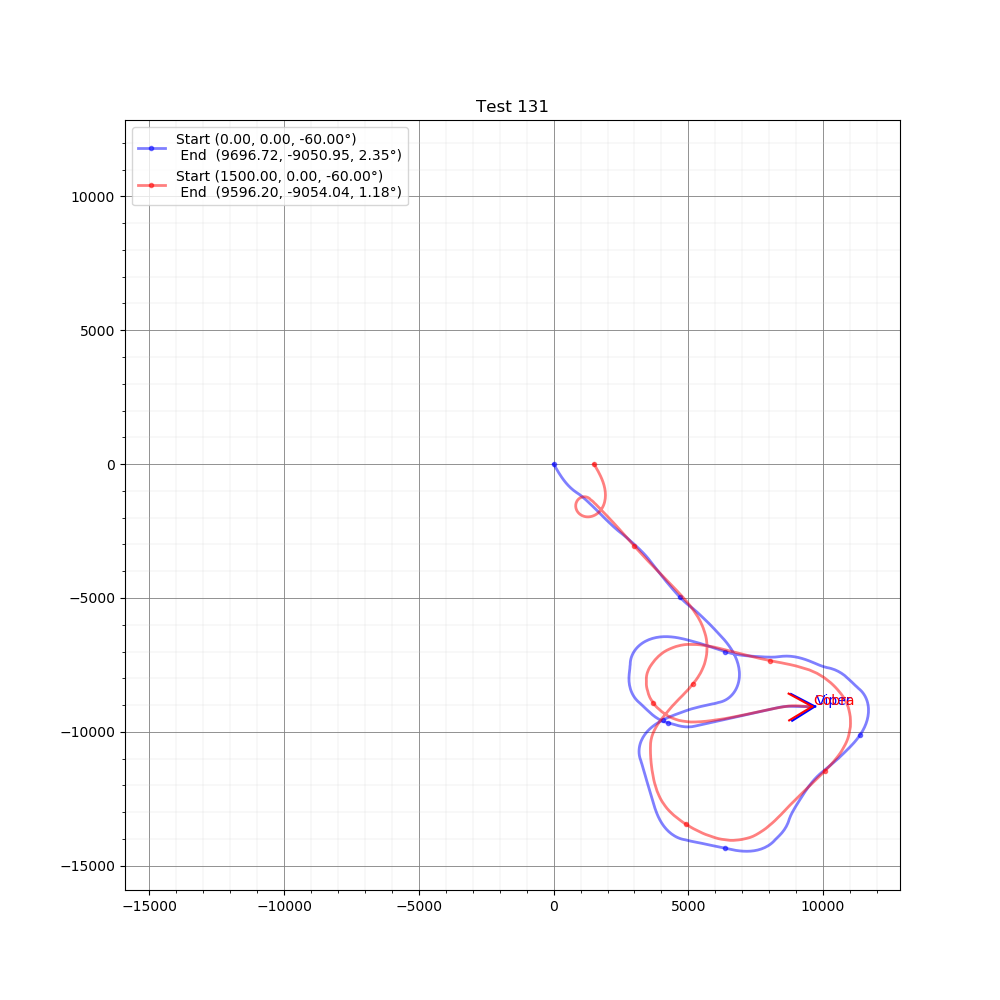 Test 131
Start (0.00, 0.00, -60.00°)
End (9696.72, -9050.95, 2.35°)
Start (1500.00, 0.00, -60.00°)
End (9596.20, -9054.04, 1.18°)
10000
5000
0
−5000
−10000
−15000
Viper
Cobra
−15000 −10000 −5000 0 5000 10000